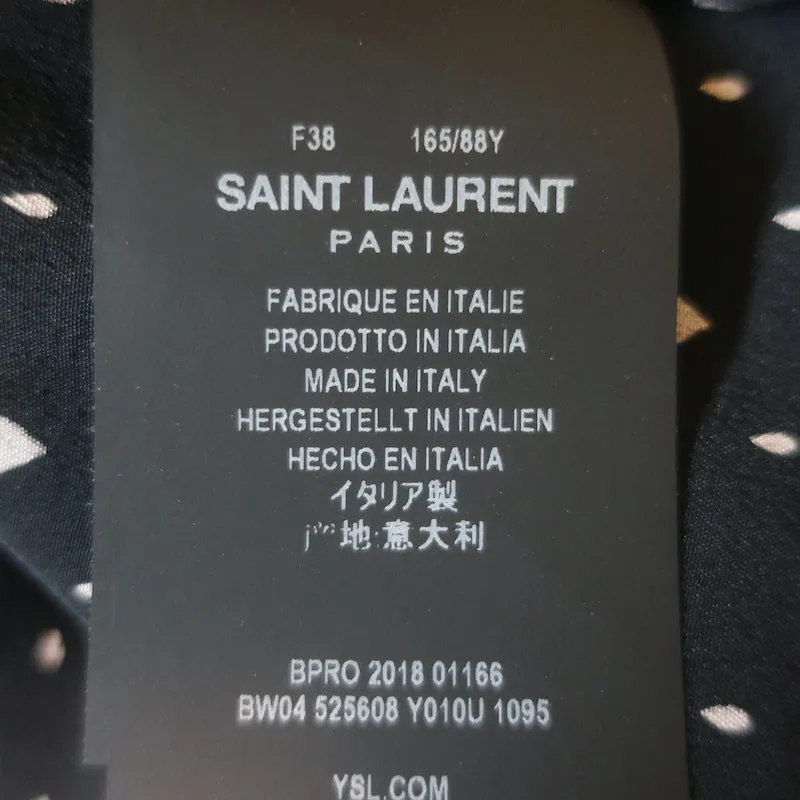 F38 165/88Y
SAINT LAURENT
PARIS
FABRIQUE EN ITALIE
PRODOTTO IN ITALIA
MADE IN ITALY
HERGESTELLT IN ITALIEN
HECHO EN ITALIA
イタリア製
地:意大利
BPRO 2018 01166
BW04 525608 Y010U 1095
YSL.COM